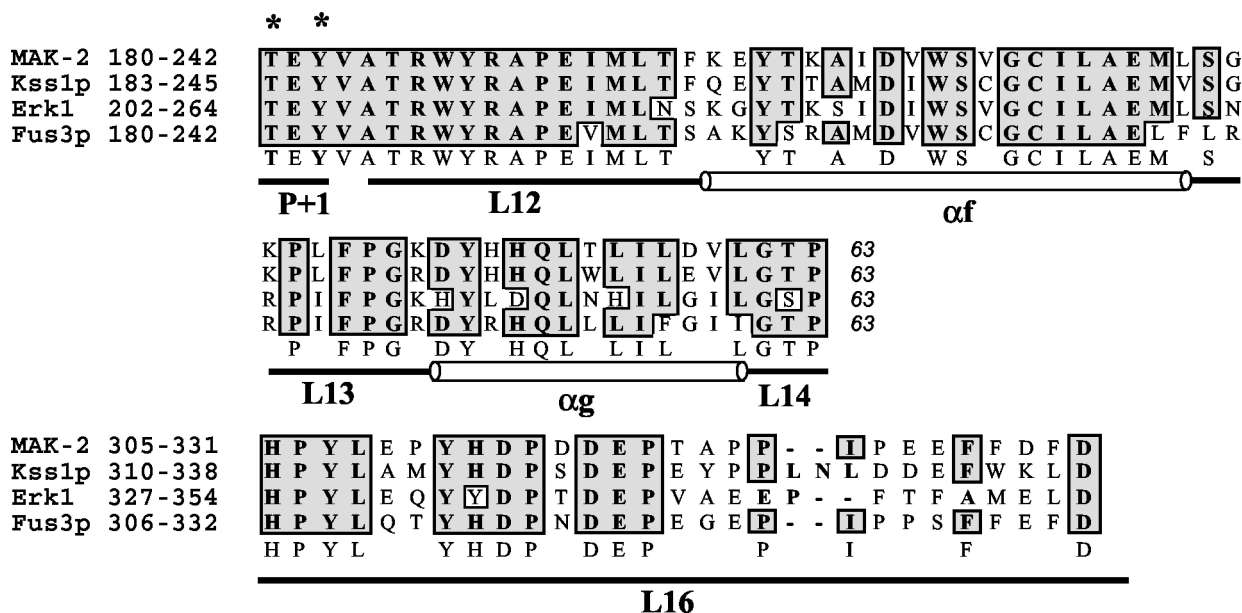 * *
MAK-2 180-242 T E Y V A T R W Y R A P E I M L T F K E Y T K A I D V W S V G C I L A E M L S G
Kss1p 183-245 T E Y V A T R W Y R A P E I M L T F Q E Y T T A M D I W S C G C I L A E M V S G
Erk1 202-264 T E Y V A T R W Y R A P E I M L N S K G Y T K S I D I W S V G C I L A E M L S N
Fus3p 180-242 T E Y V A T R W Y R A P E V M L T S A K Y S R A M D V W S C G C I L A E L F L R
T E Y V A T R W Y R A P E I M L T Y T A D W S G C I L A E M S
P+1 L12 αf
K P L F P G K D Y H H Q L T L I L D V L G T P 63
K P L F P G R D Y H H Q L W L I L E V L G T P 63
R P I F P G K H Y L D Q L N H I L G I L G S P 63
R P I F P G R D Y R H Q L L L I F G I I G T P 63
P F P G D Y H Q L L I L L G T P
L13 αg L14
MAK-2 305-331 H P Y L E P Y H D P D D E P T A P P - - I P E E F F D F D
Kss1p 310-338 H P Y L A M Y H D P S D E P E Y P P L N L D D E F W K L D
Erk1 327-354 H P Y L E Q Y Y D P T D E P V A E E P - - F T F A M E L D
Fus3p 306-332 H P Y L Q T Y H D P N D E P E G E P - - I P P S F F E F D
H P Y L Y H D P D E P P I F D
L16